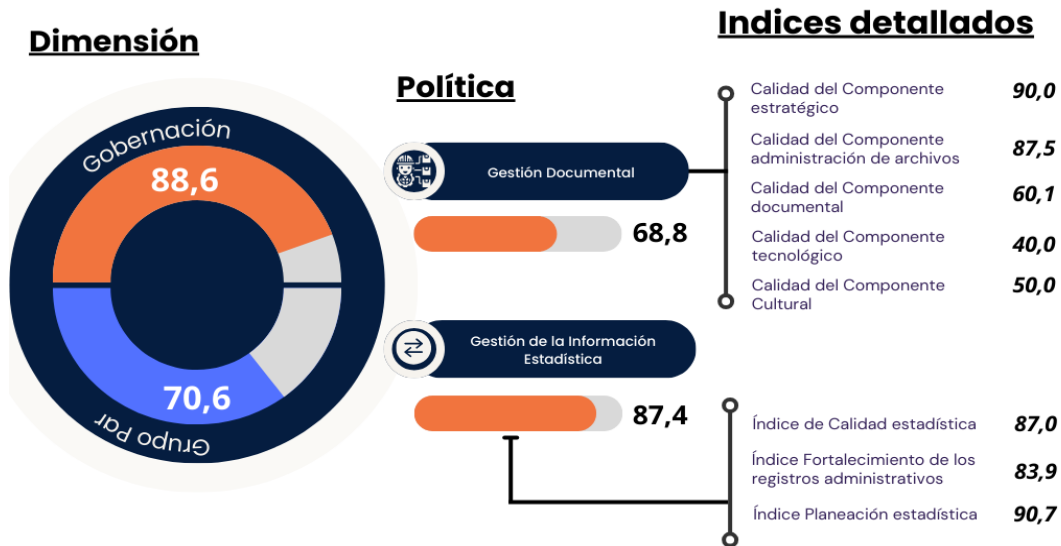 Dimensión
Gobernación
88,6
70,6
Grupo Par
Política
Gestión Documental
68,8
Gestión de la Información
Estadística
87,4
Indices detallados
Calidad del Componente
estratégico
90,0
Calidad del Componente
administración de archivos
87,5
Calidad del Componente
documental
60,1
Calidad del Componente
tecnológico
40,0
Calidad del Componente
Cultural
50,0
Índice de Calidad estadística
87,0
Índice Fortalecimiento de los
registros administrativos
83,9
Índice Planeación estadística
90,7